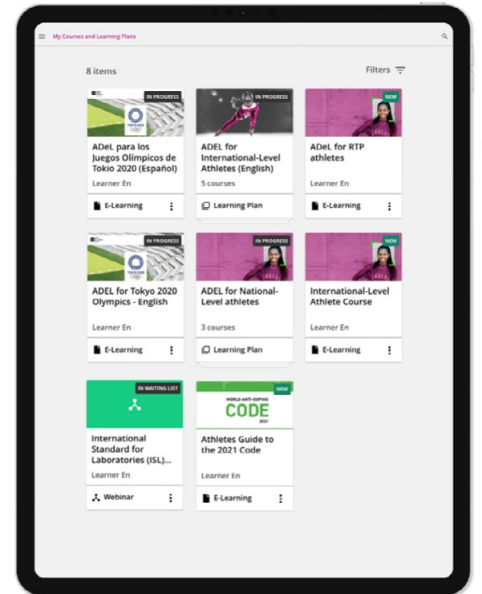 My Courses and Learning Plans
8 items
Filters
IN PROGRESS
TOKYO 2020
ADeL para los
Juegos Olímpicos de
Tokio 2020 (Español)
Learner En
E-Learning
IN PROGRESS
ADEL for
International-Level
Athletes (English)
5 courses
Learning Plan
NEW
ADeL for RTP
athletes
Learner En
E-Learning
IN PROGRESS
ADEL for Tokyo 2020
Olympics - English
Learner En
E-Learning
IN PROGRESS
ADEL for National-
Level athletes
3 courses
Learning Plan
NEW
International-Level
Athlete Course
Learner En
E-Learning
IN WAITING LIST
International
Standard for
Laboratories (ISL)...
Learner En
Webinar
NEW
WORLD ANTI-DOPING
CODE
2021
Athletes Guide to
the 2021 Code
Learner En
E-Learning